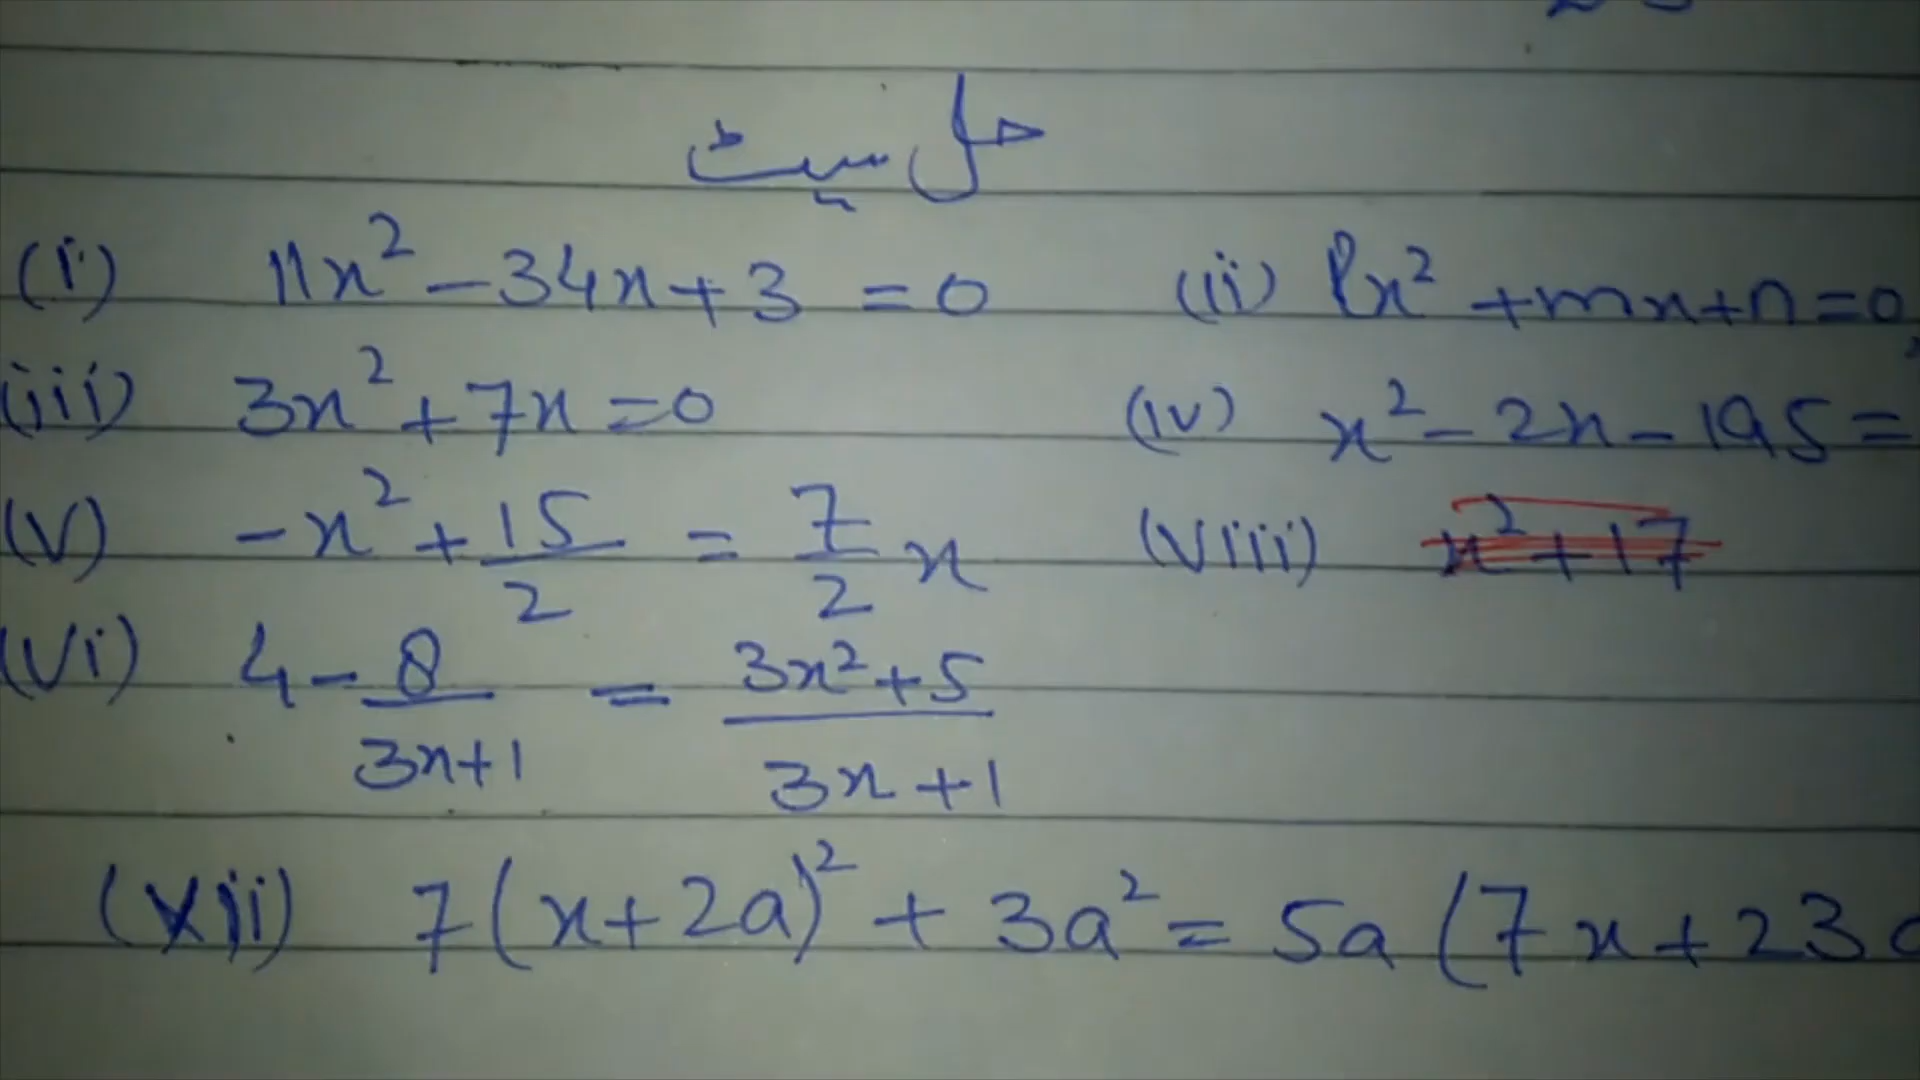 حل سیٹ
(i) 11x² - 34x + 3 = 0 (ii) lx² + mx + n = 0,
(iii) 3x² + 7x = 0 (iv) x² - 2x - 195 =
(v) -x² + 15/2 = 7/2 x (viii) x² + 17
(vi) 4 - 8/3x+1 = 3x²+5/3x+1
(xii) 7(x+2a)² + 3a² = 5a (7x+23